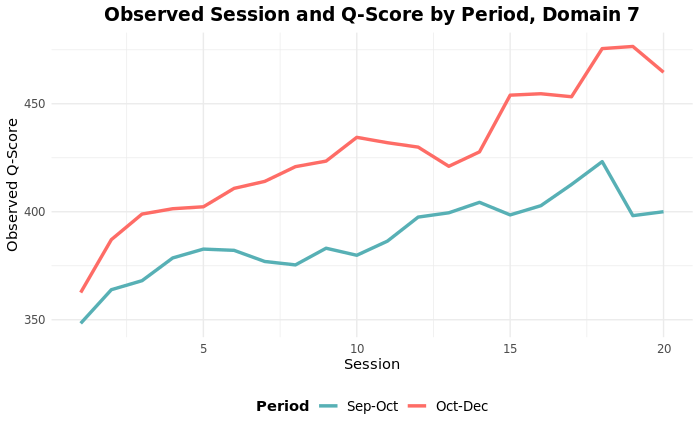 Observed Session and Q-Score by Period, Domain 7
Observed Q-Score
450
400
350
5 10 15 20
Session
Period Sep-Oct Oct-Dec